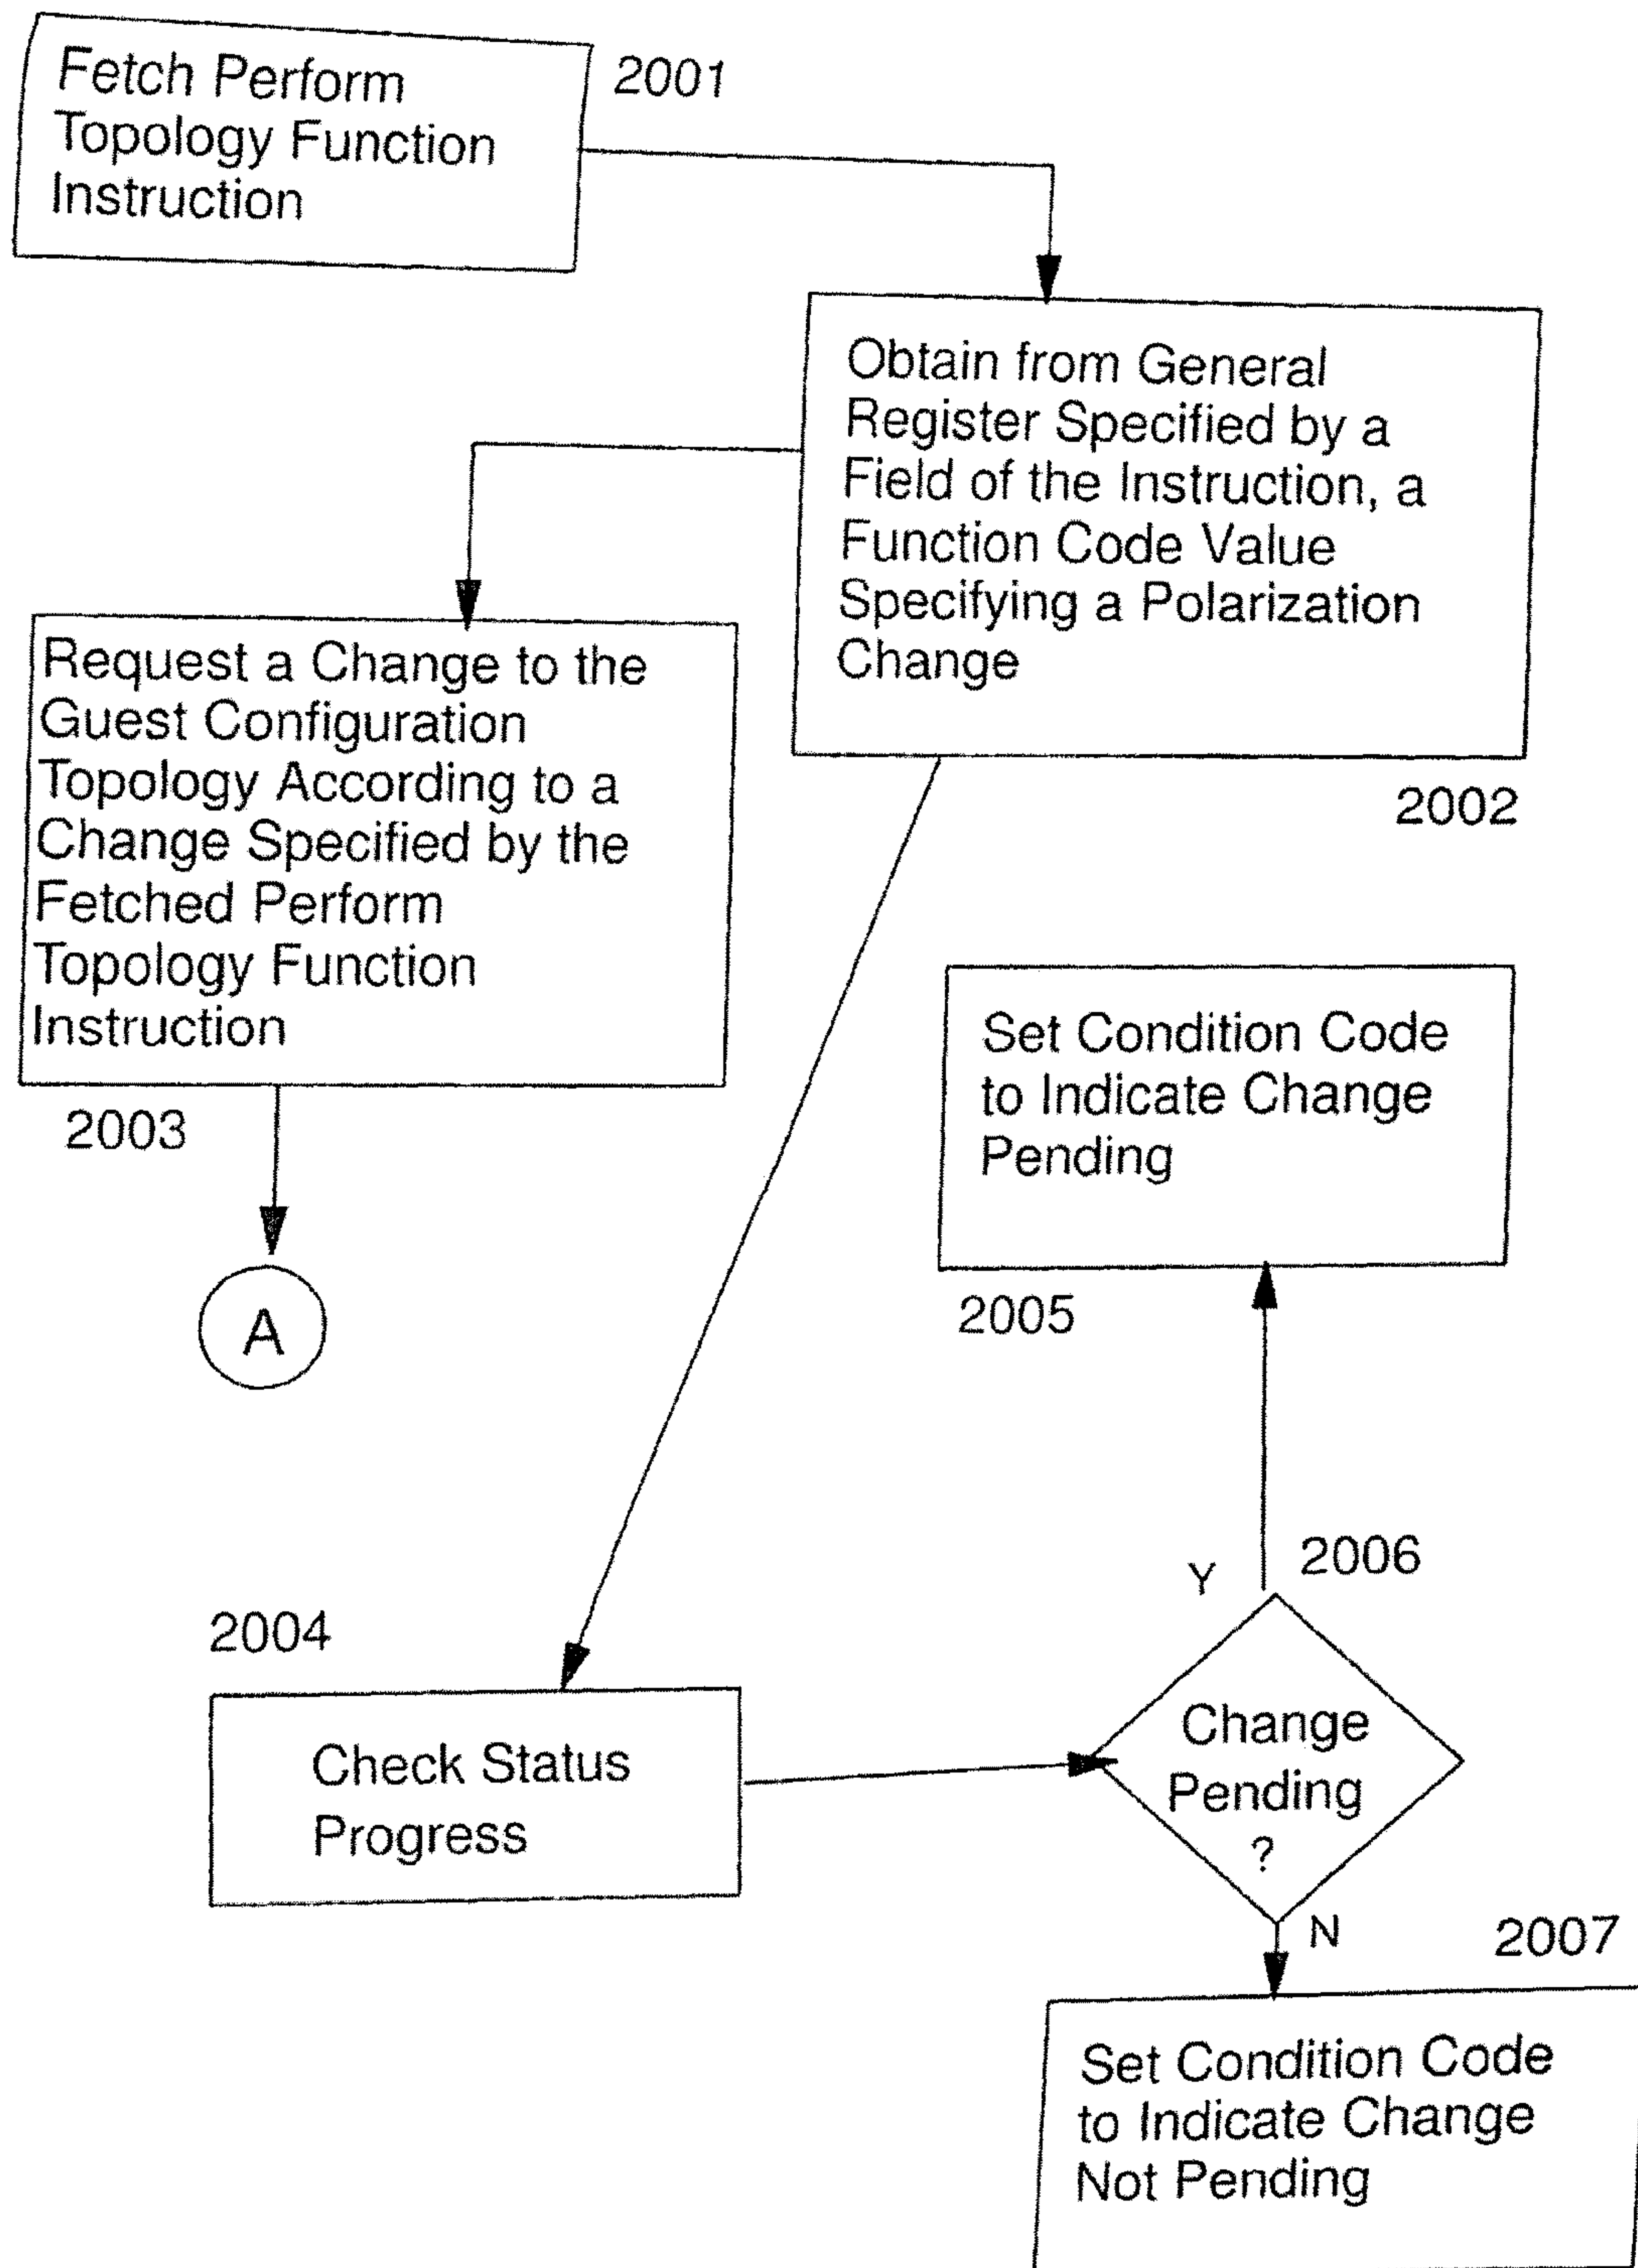 Fetch Perform
Topology Function
Instruction
2001
Obtain from General
Register Specified by a
Field of the Instruction, a
Function Code Value
Specifying a Polarization
Change
2002
Request a Change to the
Guest Configuration
Topology According to a
Change Specified by the
Fetched Perform
Topology Function
Instruction
2003
A
Set Condition Code
to Indicate Change
Pending
2005
2004
Check Status
Progress
Y
2006
Change
Pending
?
N
2007
Set Condition Code
to Indicate Change
Not Pending